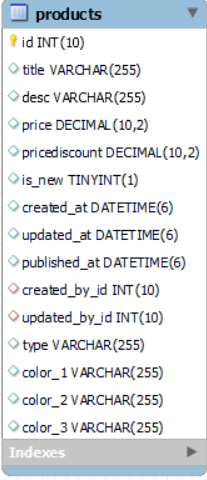 products
id INT(10)
title VARCHAR(255)
desc VARCHAR(255)
price DECIMAL(10,2)
pricediscount DECIMAL(10,2)
is_new TINYINT(1)
created_at DATETIME(6)
updated_at DATETIME(6)
published_at DATETIME(6)
created_by_id INT(10)
updated_by_id INT(10)
type VARCHAR(255)
color_1 VARCHAR(255)
color_2 VARCHAR(255)
color_3 VARCHAR(255)
Indexes